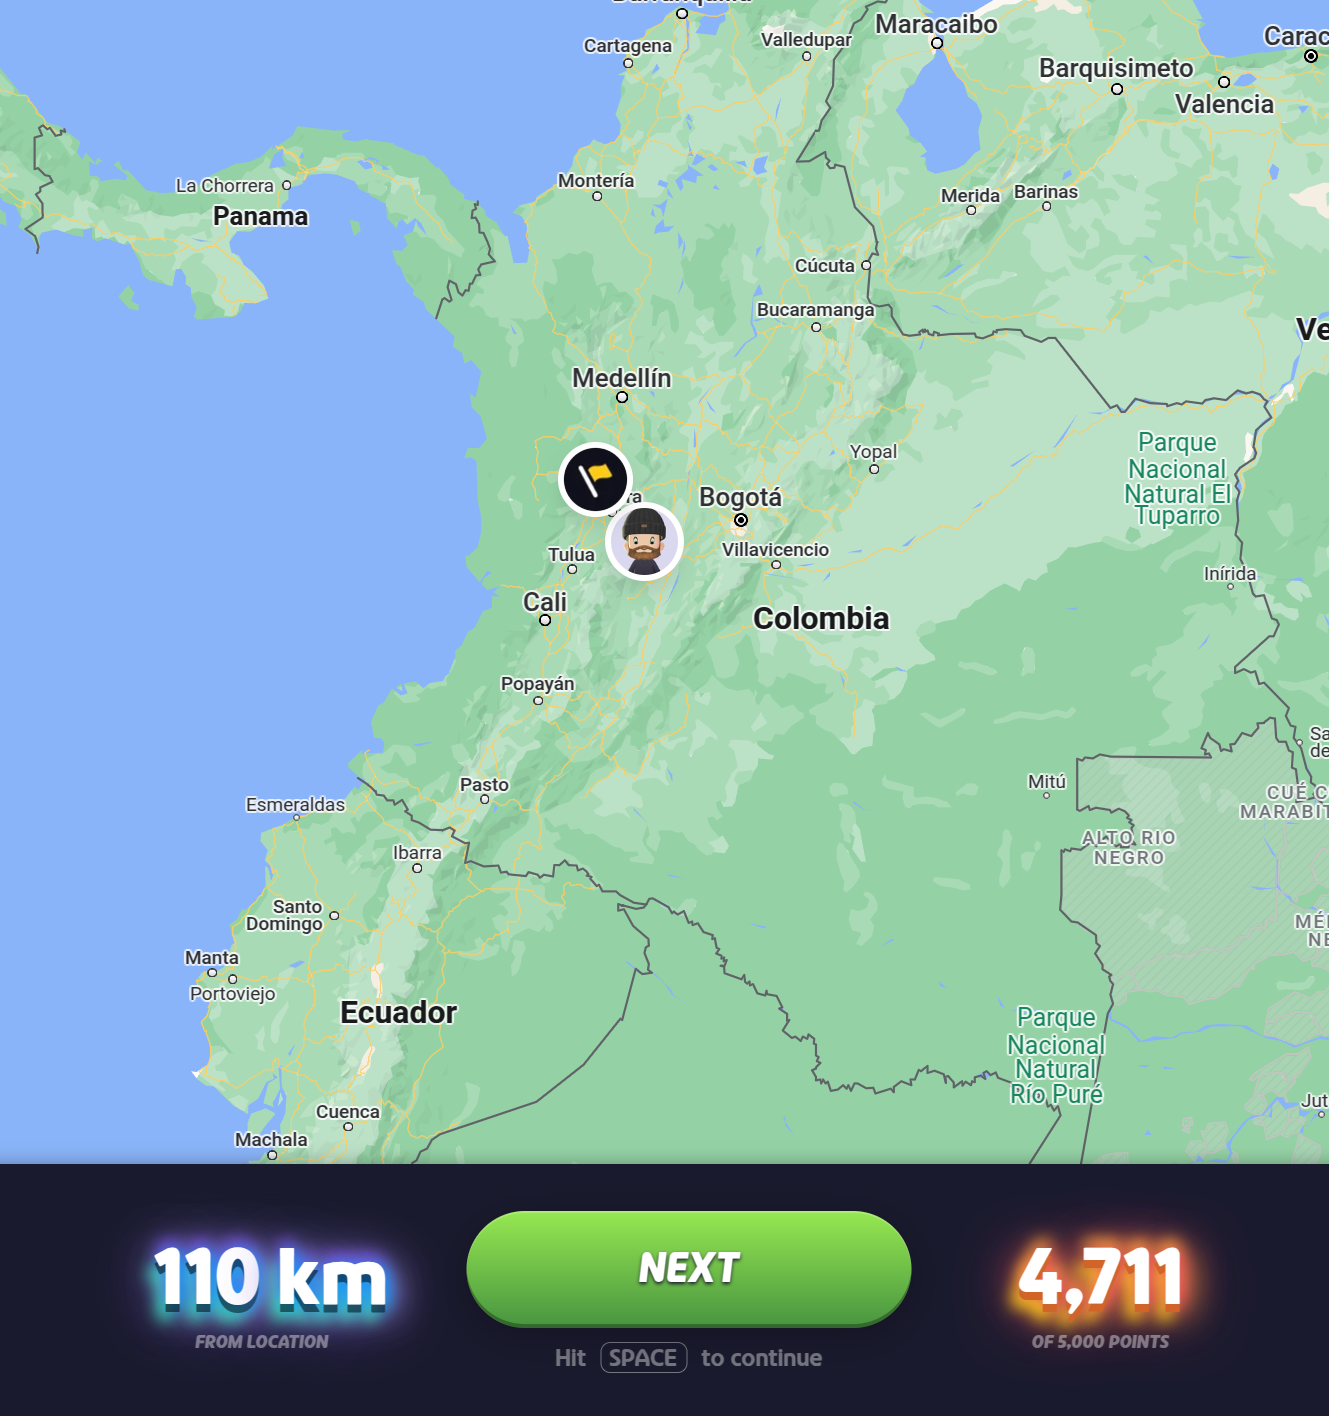 Maracaibo
Carac
Cartagena
Valledupar
Barquisimeto
Valencia
La Chorrera
Panama
Montería
Merida
Barinas
Cúcuta
Bucaramanga
Ve
Medellín
Yopal
Parque
Nacional
Natural El
Tuparro
ra
Bogotá
Tulua
Villavicencio
Inírida
Cali
Colombia
Popayán
Sa
de
Pasto
Mitú
Esmeraldas
CUÉ C
MARABIT
ALTO RIO
NEGRO
Ibarra
Santo
Domingo
MÉ
NE
Manta
Portoviejo
Ecuador
Parque
Nacional
Natural
Río Puré
Cuenca
Jut
Machala
110 km
FROM LOCATION
NEXT
Hit SPACE to continue
4,711
OF 5,000 POINTS